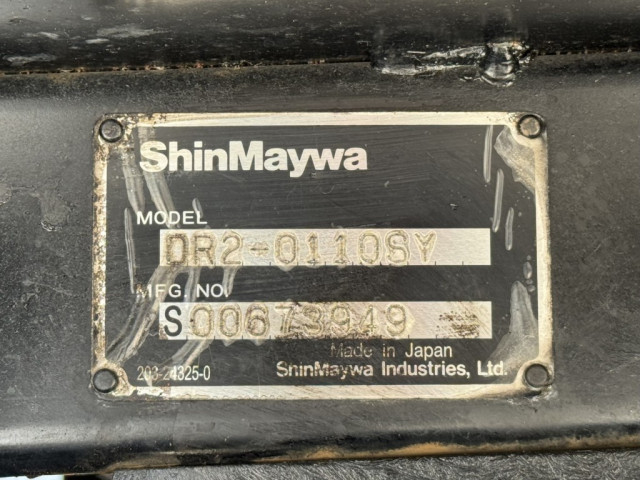 ShinMaywa
MODEL
DR2-0110SY
MFG. NO.
S00673949
Made in Japan
203-24325-0 ShinMaywa Industries, Ltd.